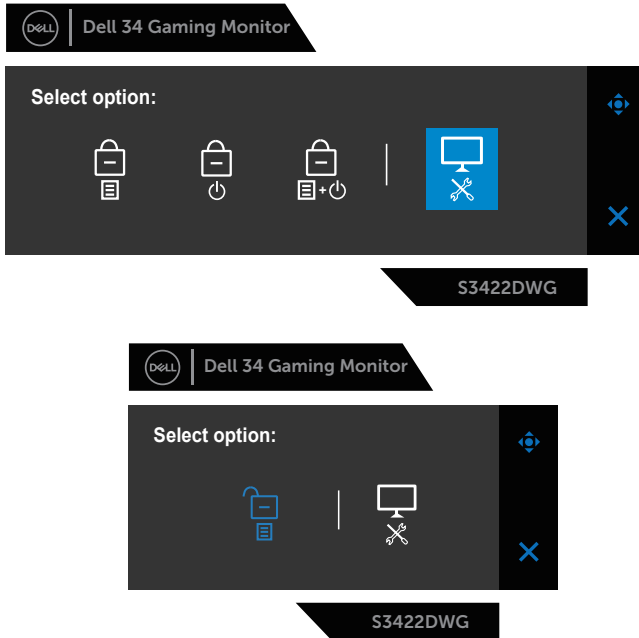 DELL Dell 34 Gaming Monitor
Select option:
+
S3422DWG
DELL Dell 34 Gaming Monitor
Select option:
S3422DWG